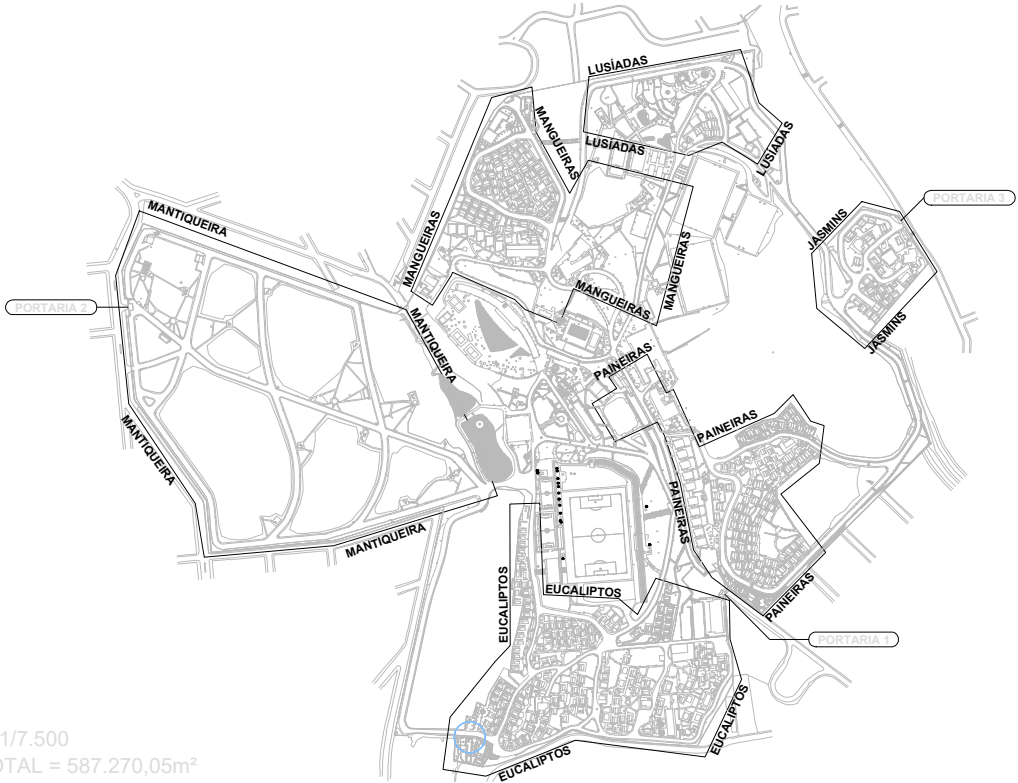 LUSÍADAS
MANGUEIRAS
LUSÍADAS
LUSÍADAS
PORTARIA 3
MANTIQUEIRA
MANGUEIRAS
JASMINS
MANGUEIRAS
MANGUEIRAS
PORTARIA 2
MANTIQUEIRA
JASMINS
PAINEIRAS
PAINEIRAS
MANTIQUEIRA
PAINEIRAS
MANTIQUEIRA
EUCALIPTOS
EUCALIPTOS
PAINEIRAS
PORTARIA 1
EUCALIPTOS
EUCALIPTOS
1/7.500
OTAL = 587.270,05m²